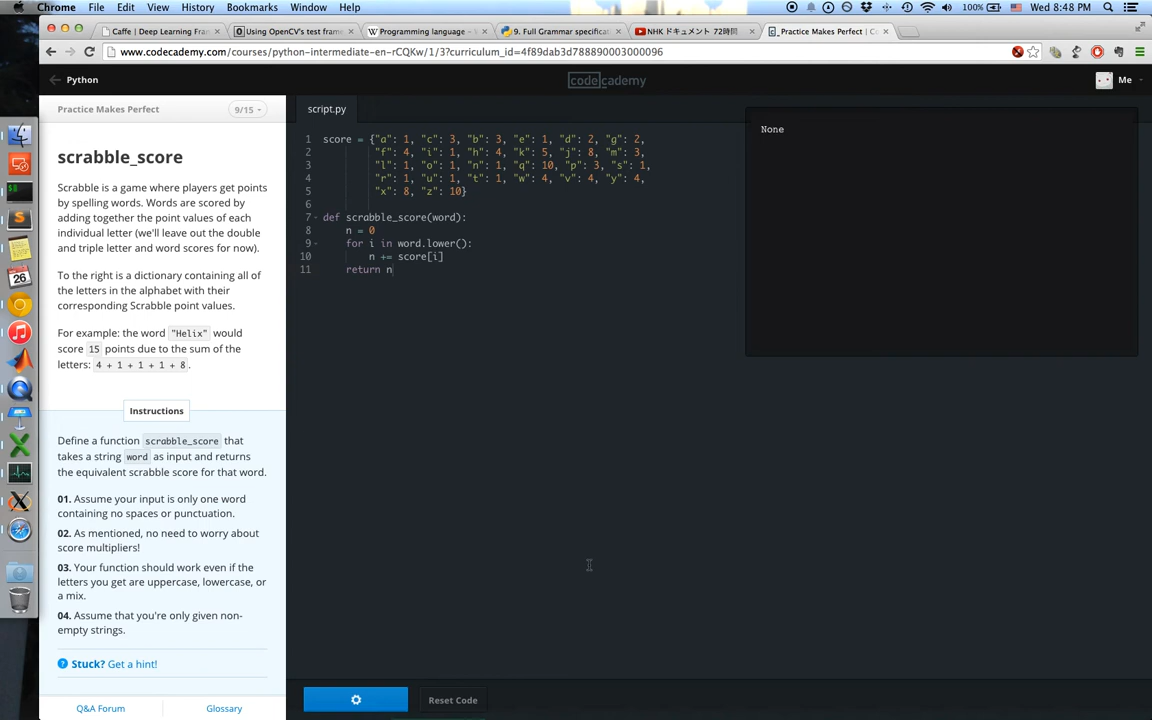 Chrome File Edit View History Bookmarks Window Help 100% Wed 8:48 PM
Caffe | Deep Learning Fran
Using OpenCV's test frame
Programming language -
9. Full Grammar specificat
NHK ドキュメント 72時間
Practice Makes Perfect | C
www.codecademy.com/courses/python-intermediate-en-rCQKw/1/3?curriculum_id=4f89dab3d788890003000096
Python
codecademy
Me
Practice Makes Perfect 9/15
script.py
scrabble_score
Scrabble is a game where players get points
by spelling words. Words are scored by
adding together the point values of each
individual letter (we'll leave out the double
and triple letter and word scores for now).
To the right is a dictionary containing all of
the letters in the alphabet with their
corresponding Scrabble point values.
For example: the word "Helix" would
score 15 points due to the sum of the
letters: 4 + 1 + 1 + 1 + 8 .
Instructions
Define a function scrabble_score that
takes a string word as input and returns
the equivalent scrabble score for that word.
01. Assume your input is only one word
containing no spaces or punctuation.
02. As mentioned, no need to worry about
score multipliers!
03. Your function should work even if the
letters you get are uppercase, lowercase, or
a mix.
04. Assume that you're only given non-
empty strings.
? Stuck? Get a hint!
Q&A Forum Glossary
1 score = {"a": 1, "c": 3, "b": 3, "e": 1, "d": 2, "g": 2,
2 "f": 4, "i": 1, "h": 4, "k": 5, "j": 8, "m": 3,
3 "l": 1, "o": 1, "n": 1, "q": 10, "p": 3, "s": 1,
4 "r": 1, "u": 1, "t": 1, "w": 4, "v": 4, "y": 4,
5 "x": 8, "z": 10}
6
7 def scrabble_score(word):
8 n = 0
9 for i in word.lower():
10 n += score[i]
11 return n
None
Reset Code
26